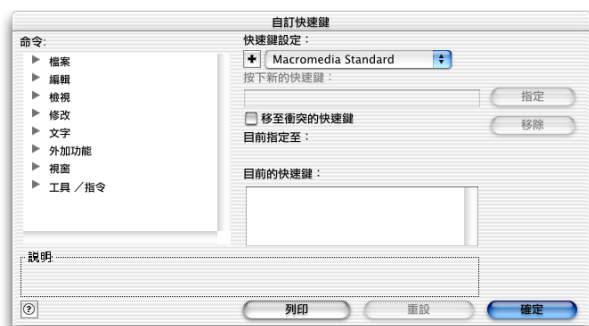 自訂快速鍵
命令:
檔案
編輯
檢視
修改
文字
外加功能
視窗
工具／指令
快速鍵設定：
+ Macromedia Standard
按下新的快速鍵：
指定
移至衝突的快速鍵
移除
目前指定至：
目前的快速鍵：
說明
?
列印
重設
確定